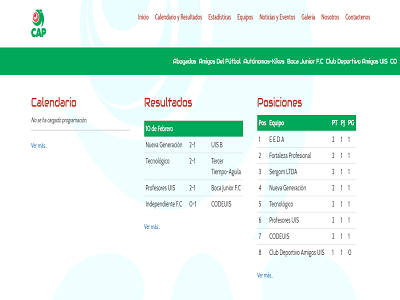 CAP
Inicio Calendario y Resultados Estadísticas Equipos Noticias y Eventos Galería Nosotros Contactenos
Abogados Amigos Del Fútbol Autónomas-Kikes Boca Junior F.C Club Deportivo Amigos UIS CO
Calendario
No se ha cargado programación.
Ver más..
Resultados
10 de Febrero
Nueva Generación 2-1 UIS B
Tecnológico 2-1 Tercer
Tiempo-Aguila
Profesores UIS 2-1 Boca Junior F.C
Independiente F.C 0-1 CODEUIS
Ver más..
Posiciones
Pos Equipo PT PJ PG
1 E E D A 3 1 1
2 Fortaleza Profesional 3 1 1
3 Sergom LTDA 3 1 1
4 Nueva Generación 3 1 1
5 Tecnológico 3 1 1
6 Profesores UIS 3 1 1
7 CODEUIS 3 1 1
8 Club Deportivo Amigos UIS 1 1 0
Ver más..